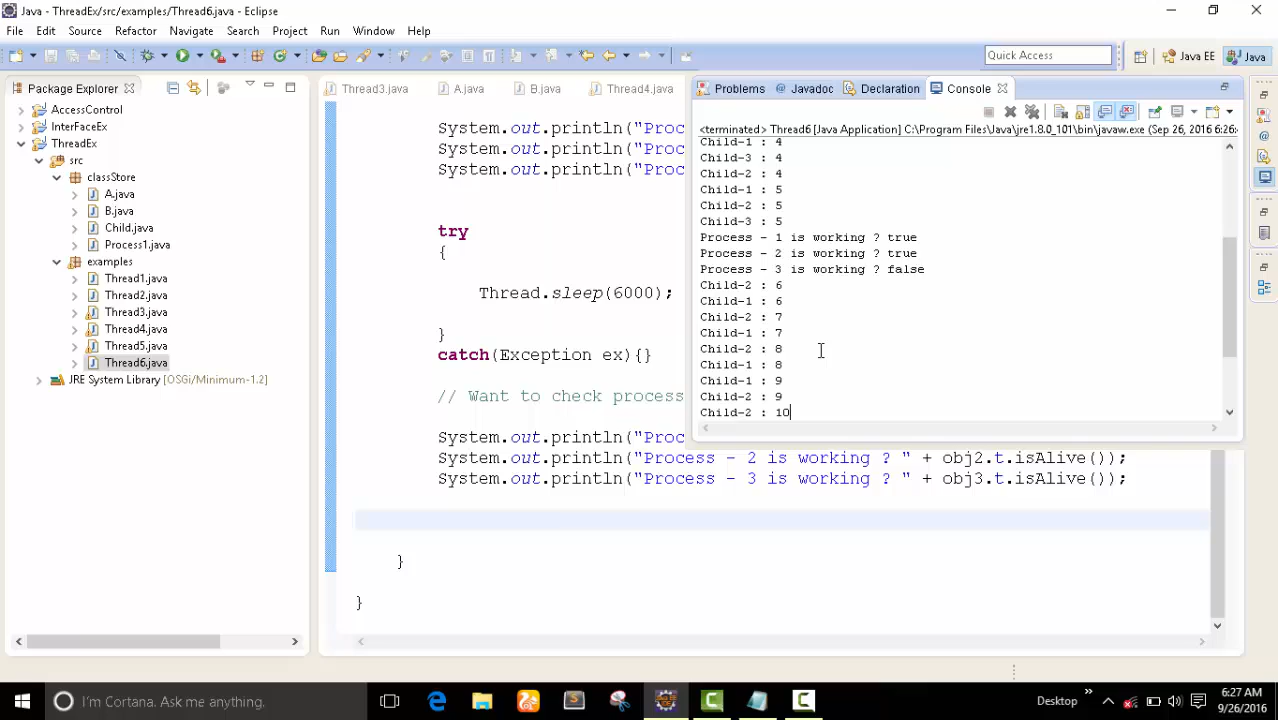 Java - ThreadEx/src/examples/Thread6.java - Eclipse
File Edit Source Refactor Navigate Search Project Run Window Help
Quick Access
Java EE
Java
Package Explorer
AccessControl
InterFaceEx
ThreadEx
src
classStore
A.java
B.java
Child.java
Process1.java
examples
Thread1.java
Thread2.java
Thread3.java
Thread4.java
Thread5.java
Thread6.java
JRE System Library [OSGi/Minimum-1.2]
Thread3.java A.java B.java Thread4.java
System.out.println("Proc
System.out.println("Proc
System.out.println("Proc
try
{
Thread.sleep(6000);
}
catch(Exception ex){}
// Want to check process
System.out.println("Proc
System.out.println("Process - 2 is working ? " + obj2.t.isAlive());
System.out.println("Process - 3 is working ? " + obj3.t.isAlive());
}
}
Problems Javadoc Declaration Console
<terminated> Thread6 [Java Application] C:\Program Files\Java\jre1.8.0_101\bin\javaw.exe (Sep 26, 2016 6:26:
Child-1 : 4
Child-3 : 4
Child-2 : 4
Child-1 : 5
Child-2 : 5
Child-3 : 5
Process - 1 is working ? true
Process - 2 is working ? true
Process - 3 is working ? false
Child-2 : 6
Child-1 : 6
Child-2 : 7
Child-1 : 7
Child-2 : 8
Child-1 : 8
Child-1 : 9
Child-2 : 9
Child-2 : 10
I'm Cortana. Ask me anything.
Desktop
6:27 AM
9/26/2016